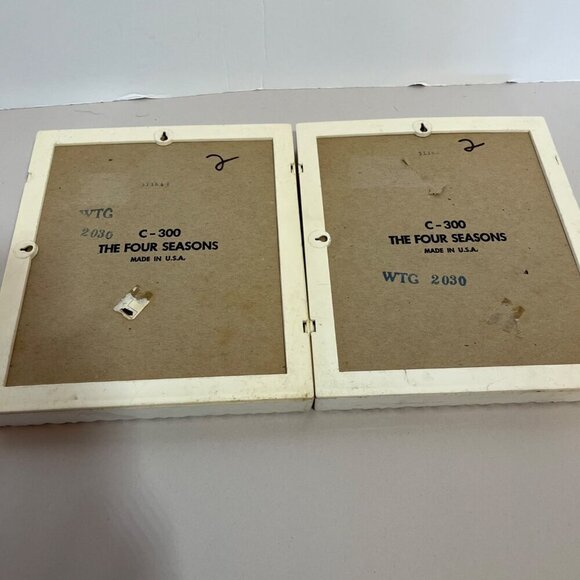 2
WTG
2030
C-300
THE FOUR SEASONS
MADE IN U.S.A.
2
C-300
THE FOUR SEASONS
MADE IN U.S.A.
WTG 2030